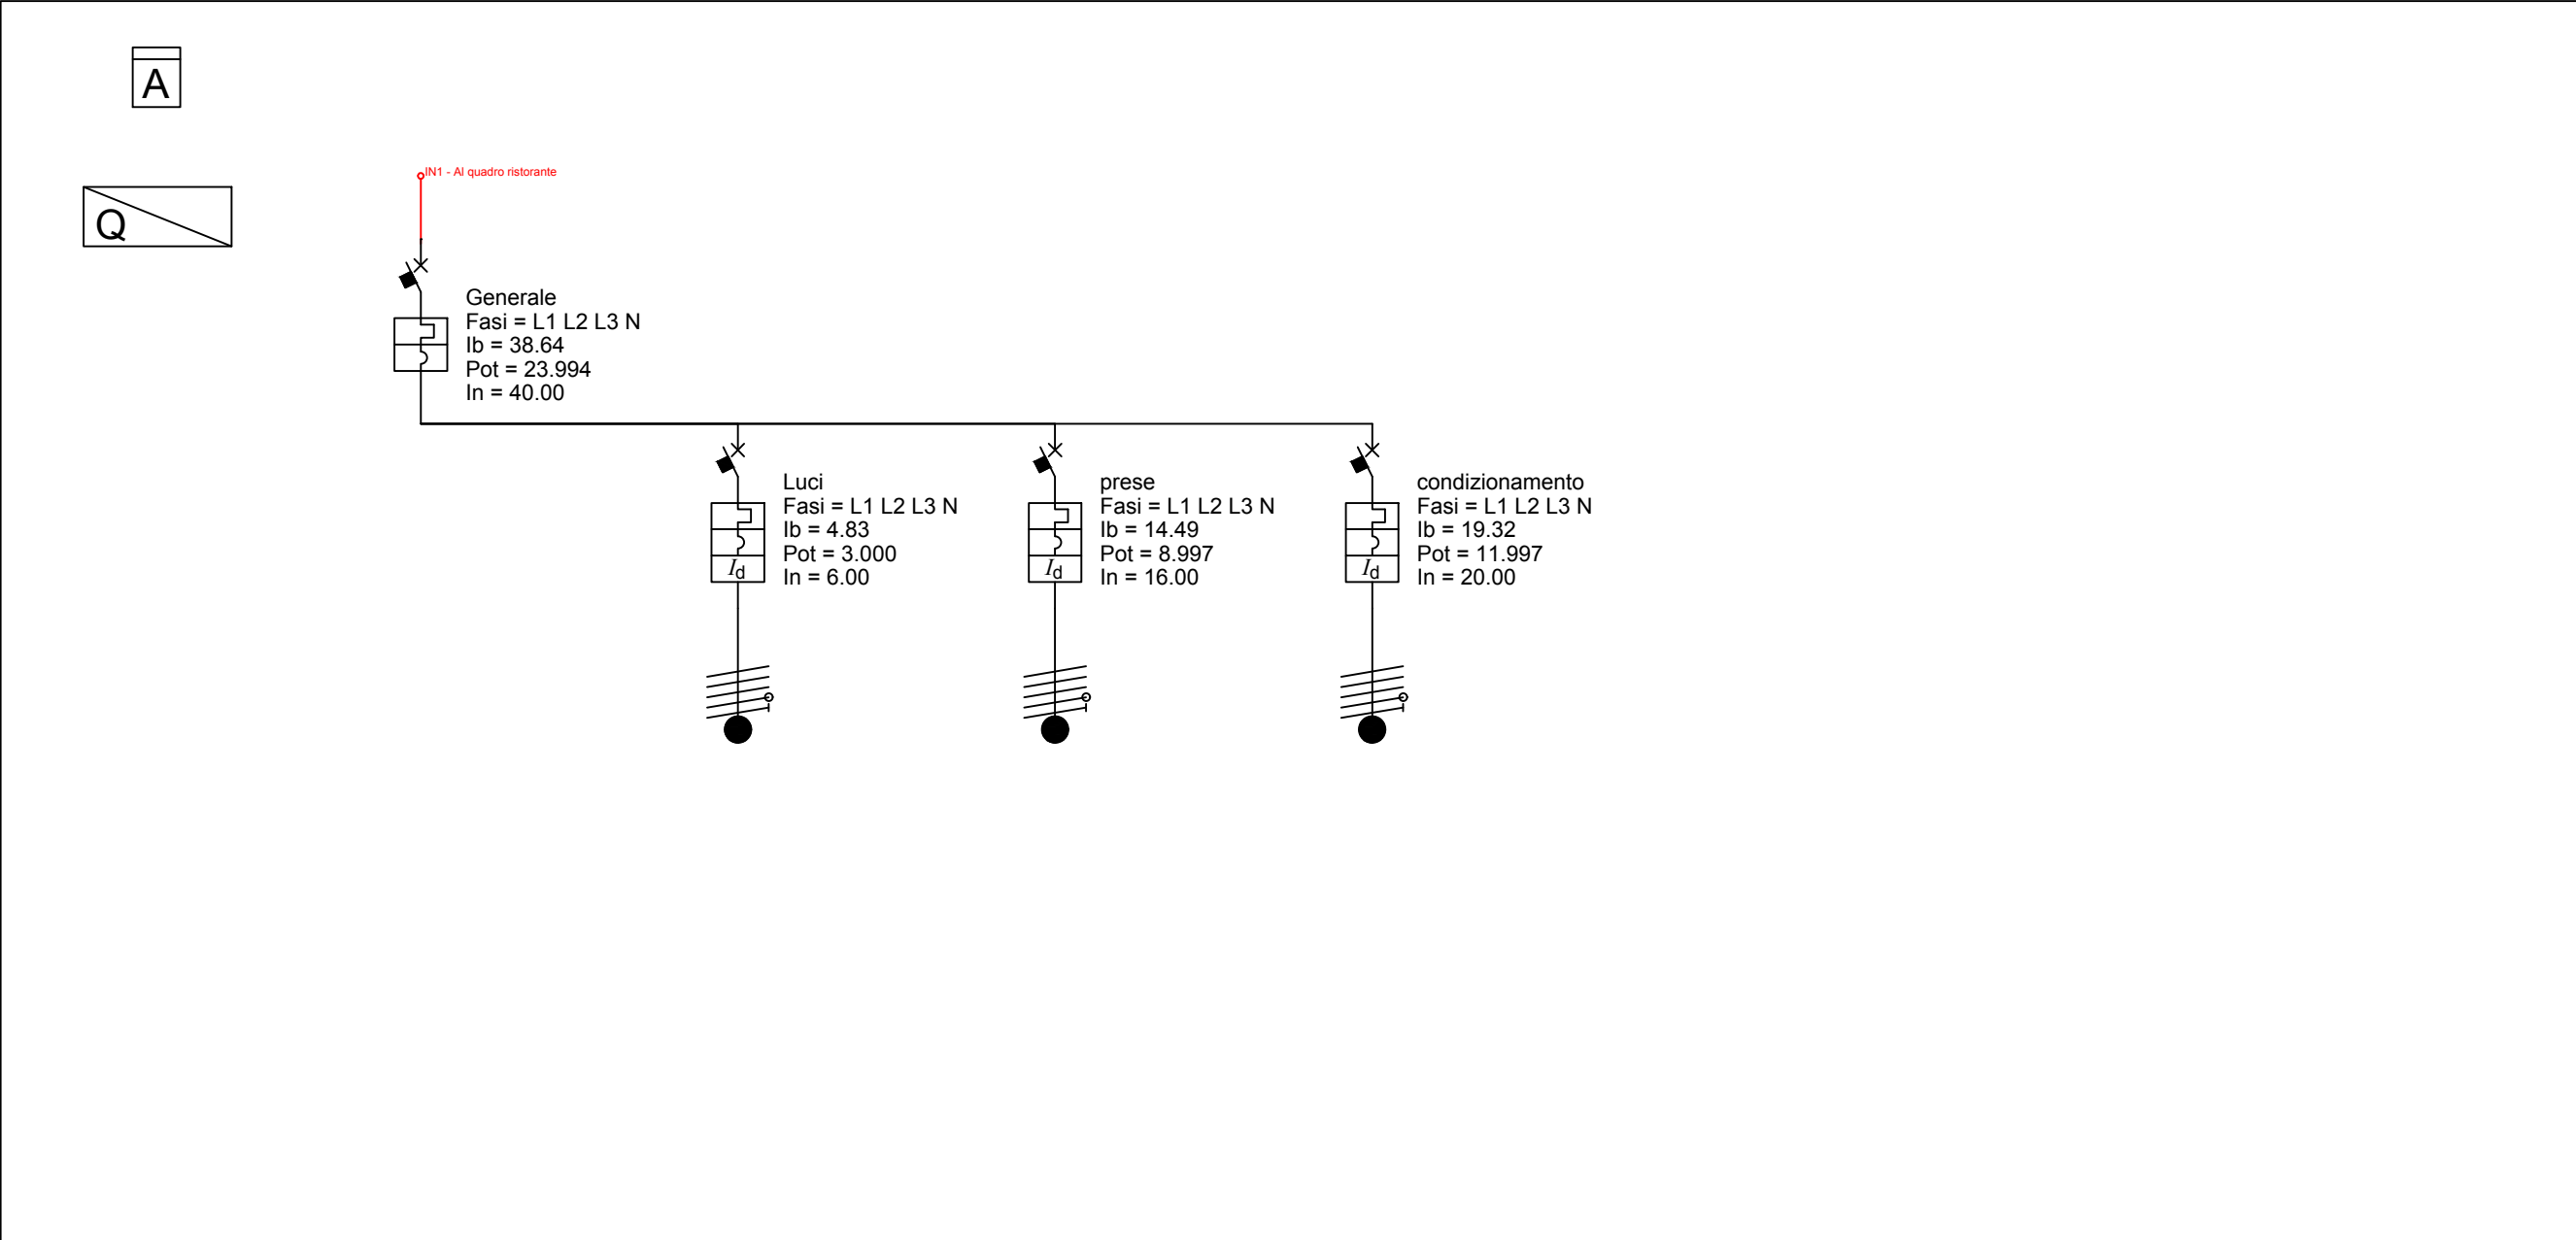 A
Q
IN1 - Al quadro ristorante
Generale
Fasi = L1 L2 L3 N
Ib = 38.64
Pot = 23.994
In = 40.00
Luci
Fasi = L1 L2 L3 N
Ib = 4.83
Pot = 3.000
In = 6.00
Id
prese
Fasi = L1 L2 L3 N
Ib = 14.49
Pot = 8.997
In = 16.00
Id
condizionamento
Fasi = L1 L2 L3 N
Ib = 19.32
Pot = 11.997
In = 20.00
Id